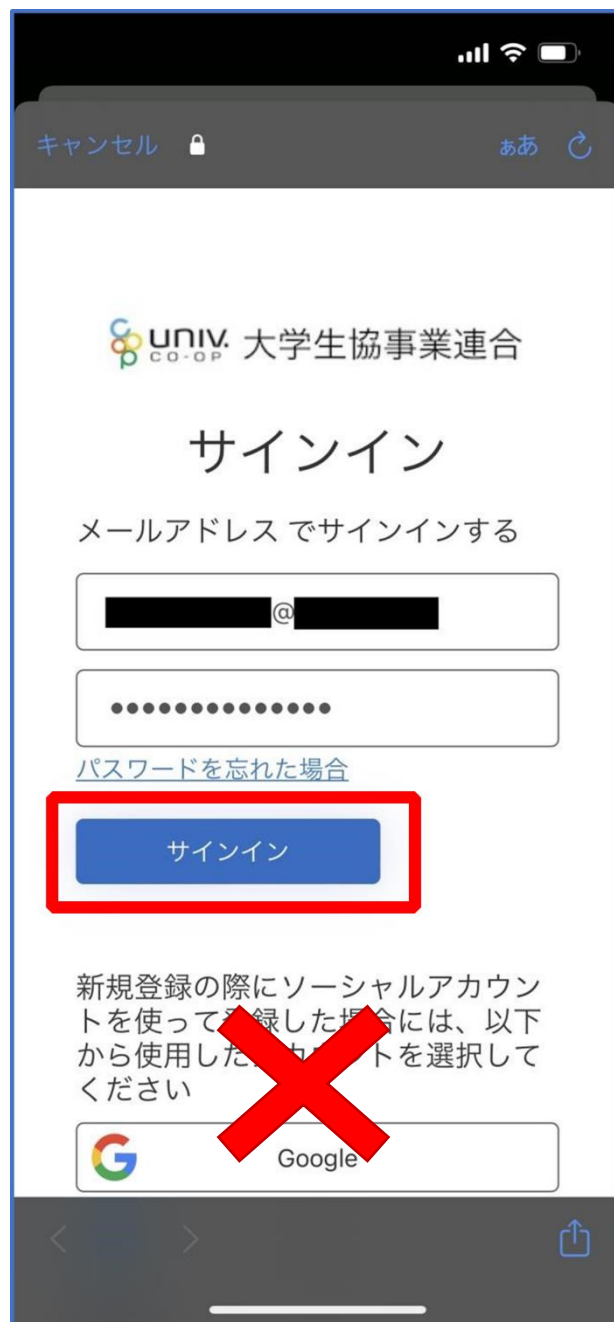 キャンセル ぁあ
UNIV. CO-OP 大学生協事業連合
サインイン
メールアドレス でサインインする
@
パスワードを忘れた場合
サインイン
新規登録の際にソーシャルアカウン
トを使って登録した場合には、以下
から使用した カウントを選択して
ください
Google